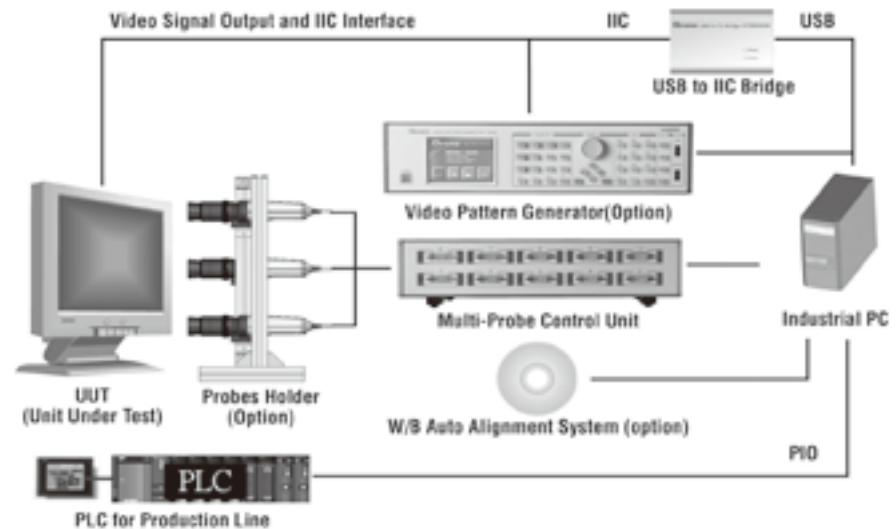 Video Signal Output and IIC Interface
IIC
USB
USB to IIC Bridge
Video Pattern Generator(Option)
Multi-Probe Control Unit
Industrial PC
UUT
(Unit Under Test)
Probes Holder
(Option)
W/B Auto Alignment System (option)
PIO
PLC
PLC for Production Line